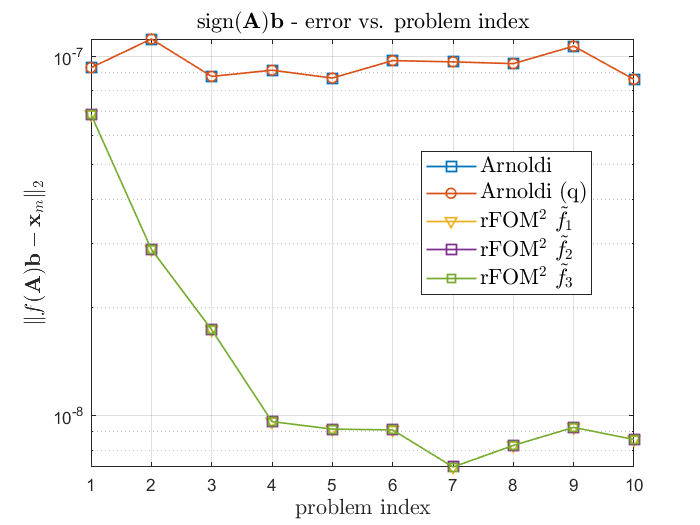 sign(A)b - error vs. problem index
10⁻⁷
10⁻⁸
‖f(A)b − xₘ‖₂
Arnoldi
Arnoldi (q)
rFOM² f̃₁
rFOM² f̃₂
rFOM² f̃₃
1 2 3 4 5 6 7 8 9 10
problem index